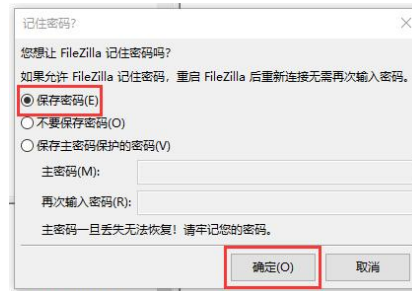 记住密码?
您想让 FileZilla 记住密码吗?
如果允许 FileZilla 记住密码，重启 FileZilla 后重新连接无需再次输入密码。
保存密码(E)
不要保存密码(O)
保存主密码保护的密码(V)
主密码(M):
再次输入密码(R):
主密码一旦丢失无法恢复！请牢记您的密码。
确定(O) 取消